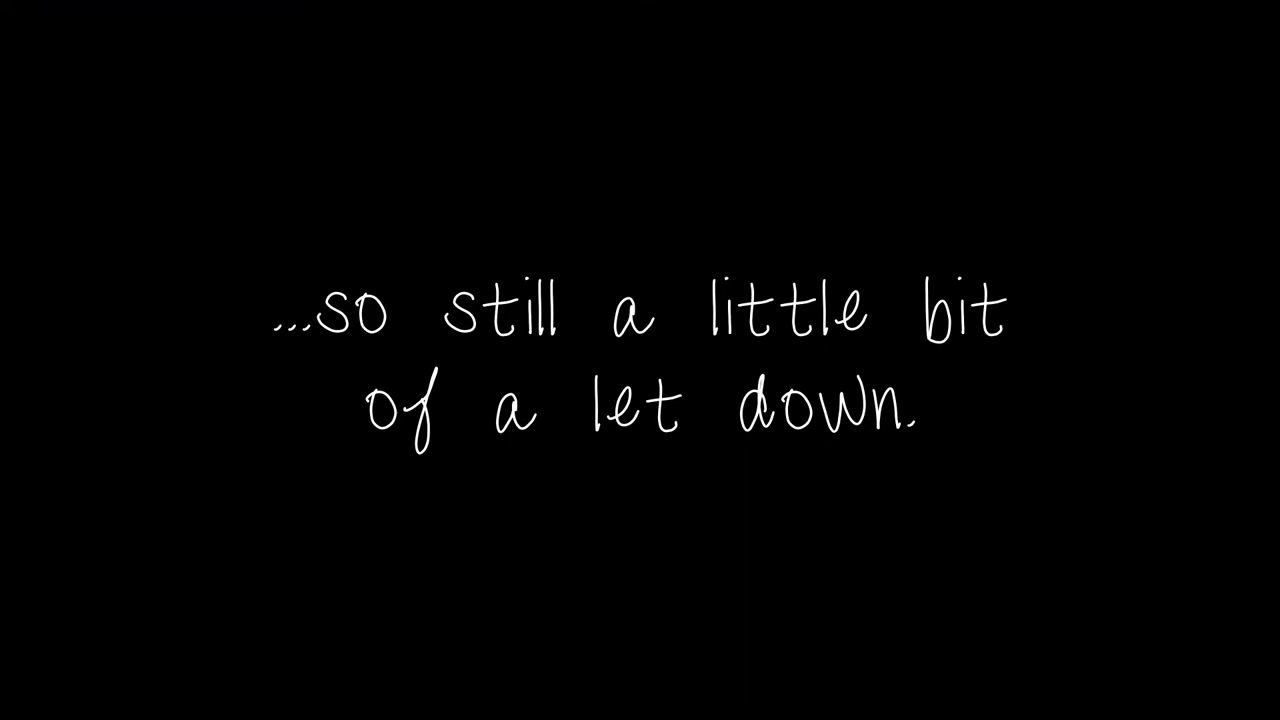 ...so still a little bit
of a let down.